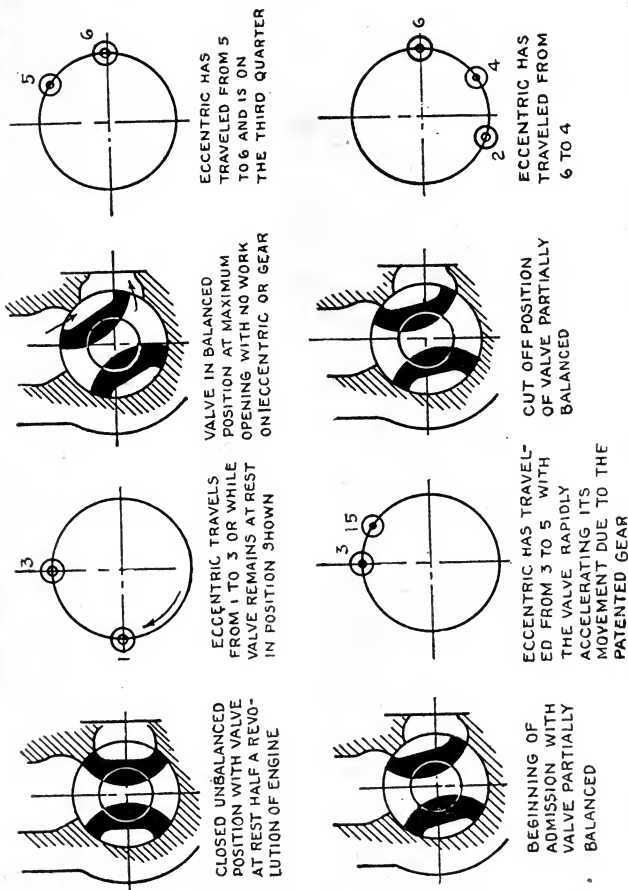 CLOSED UNBALANCED
POSITION WITH VALVE
AT REST HALF A REVO-
LUTION OF ENGINE
1
3
ECCENTRIC TRAVELS
FROM 1 TO 3 OR WHILE
VALVE REMAINS AT REST
IN POSITION SHOWN
VALVE IN BALANCED
POSITION AT MAXIMUM
OPENING WITH NO WORK
ON ECCENTRIC OR GEAR
5
6
ECCENTRIC HAS
TRAVELED FROM 5
TO 6 AND IS ON
THE THIRD QUARTER
BEGINNING OF
ADMISSION WITH
VALVE PARTIALLY
BALANCED
3
15
ECCENTRIC HAS TRAVEL-
ED FROM 3 TO 5 WITH
THE VALVE RAPIDLY
ACCELERATING ITS
MOVEMENT DUE TO THE
PATENTED GEAR
CUT OFF POSITION
OF VALVE PARTIALLY
BALANCED
6
2
4
ECCENTRIC HAS
TRAVELED FROM
6 TO 4